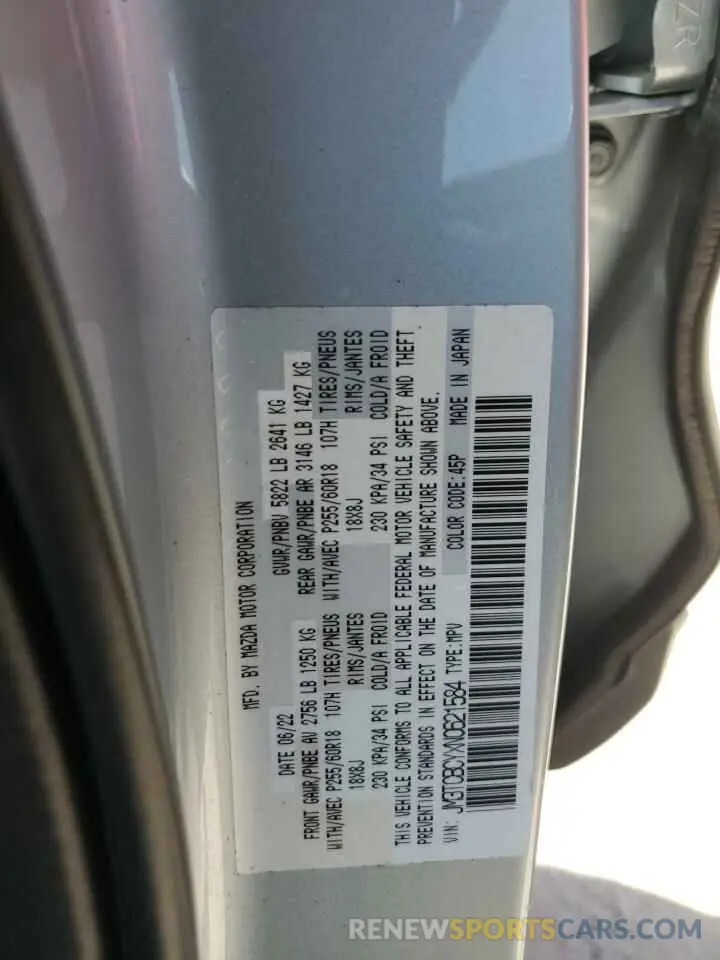 MFD. BY MAZDA MOTOR CORPORATION
DATE 06/22 GVWR/PNBV 5822 LB 2641 KG
FRONT GAWR/PNBE AV 2756 LB 1250 KG REAR GAWR/PNBE AR 3146 LB 1427 KG
WITH/AVEC P255/60R18 107H TIRES/PNEUS WITH/AVEC P255/60R18 107H TIRES/PNEUS
18X8J RIMS/JANTES 18X8J RIMS/JANTES
230 KPA/34 PSI COLD/A FROID 230 KPA/34 PSI COLD/A FROID
THIS VEHICLE CONFORMS TO ALL APPLICABLE FEDERAL MOTOR VEHICLE SAFETY AND THEFT
PREVENTION STANDARDS IN EFFECT ON THE DATE OF MANUFACTURE SHOWN ABOVE.
VIN: JM3TCBCYXN0621584 TYPE:MPV COLOR CODE:45P MADE IN JAPAN
ZR
RENEWSPORTSCARS.COM